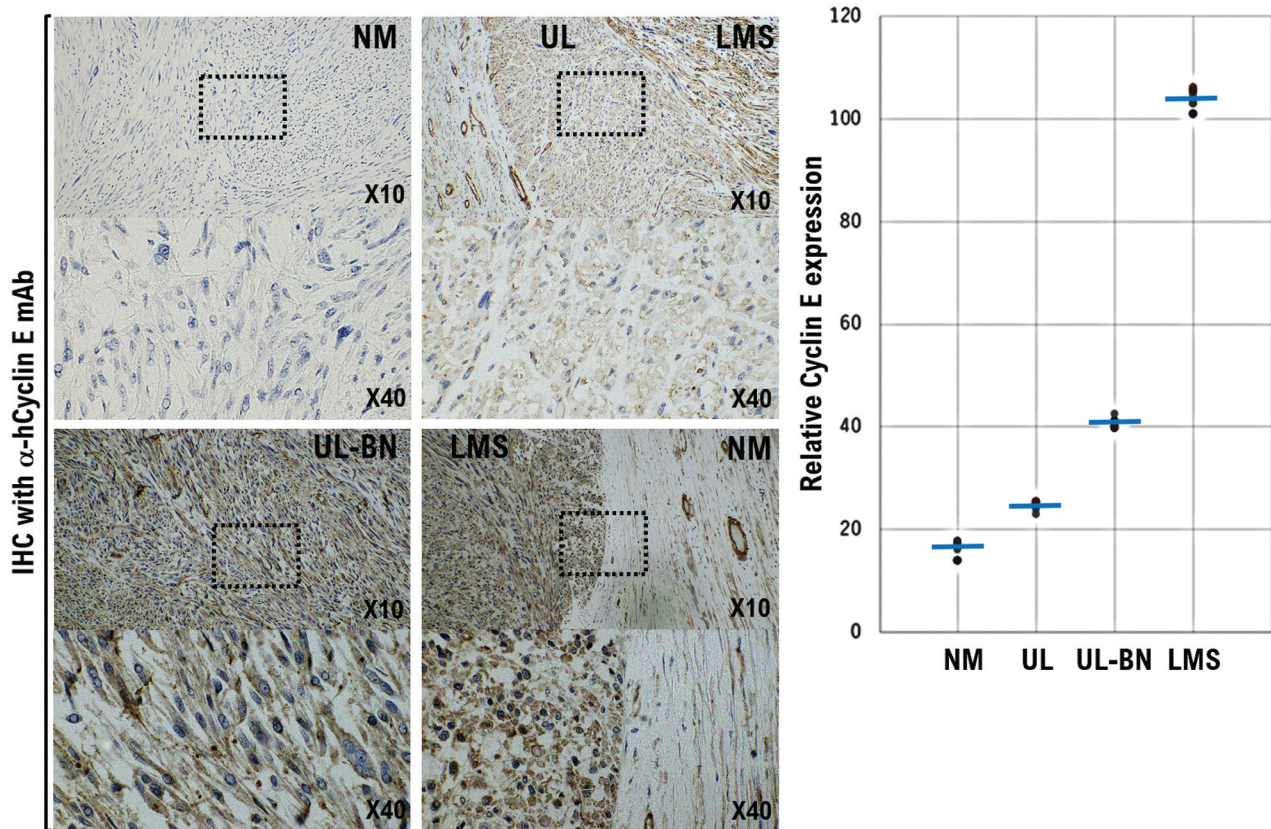 IHC with α-hCyclin E mAb
NM
X10
X40
UL LMS
X10
X40
UL-BN
X10
X40
LMS NM
X10
X40
Relative Cyclin E expression
120
100
80
60
40
20
0
NM UL UL-BN LMS